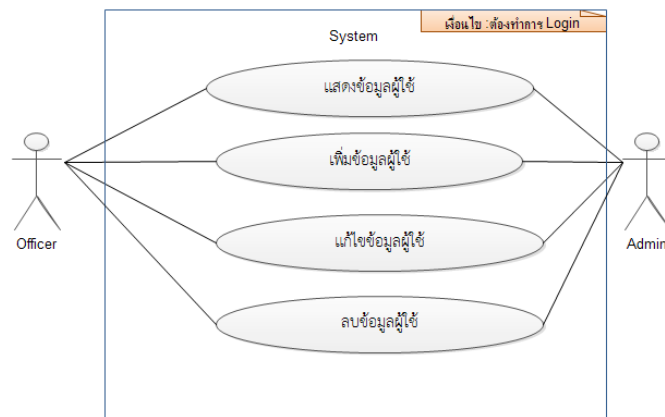 เงื่อนไข :ต้องทำการ Login
System
แสดงข้อมูลผู้ใช้
เพิ่มข้อมูลผู้ใช้
แก้ไขข้อมูลผู้ใช้
ลบข้อมูลผู้ใช้
Officer
Admin